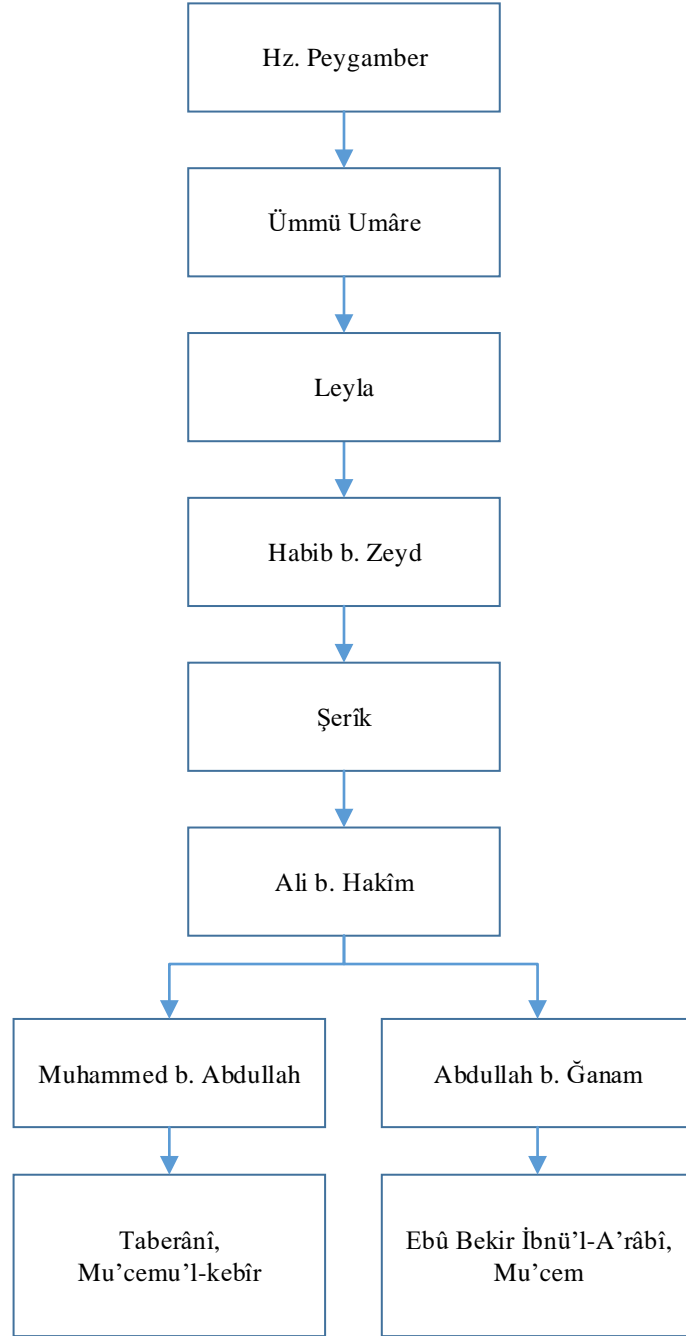 Hz. Peygamber
Ümmü Umâre
Leyla
Habib b. Zeyd
Şerîk
Ali b. Hakîm
Muhammed b. Abdullah
Abdullah b. Ğanam
Taberânî,
Mu’cemu’l-kebîr
Ebû Bekir İbnü’l-A’râbî,
Mu’cem